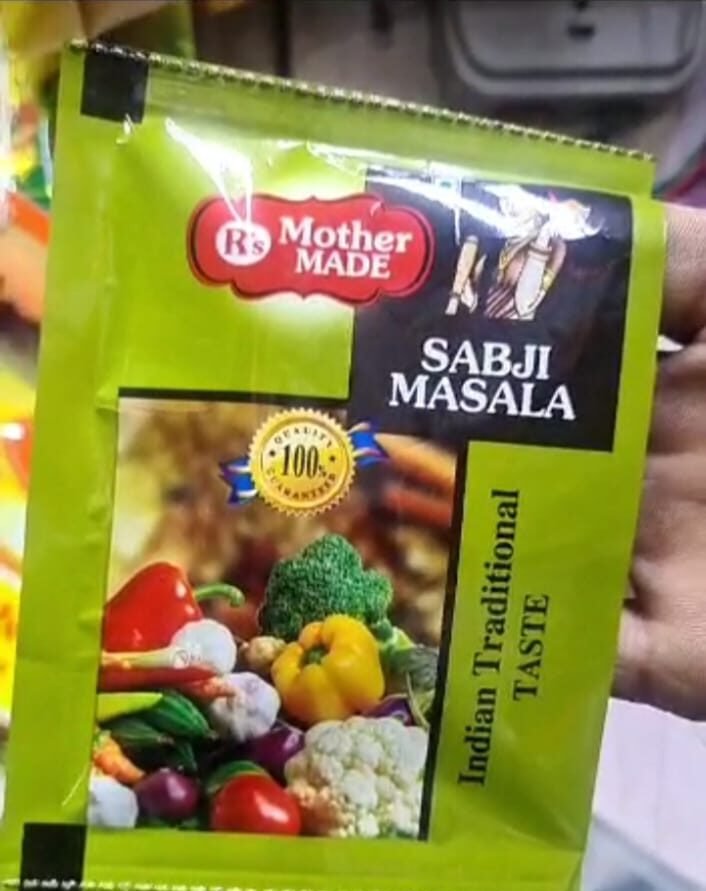 R's Mother
MADE
SABJI
MASALA
QUALITY
100%
GUARANTEED
Indian Traditional
TASTE